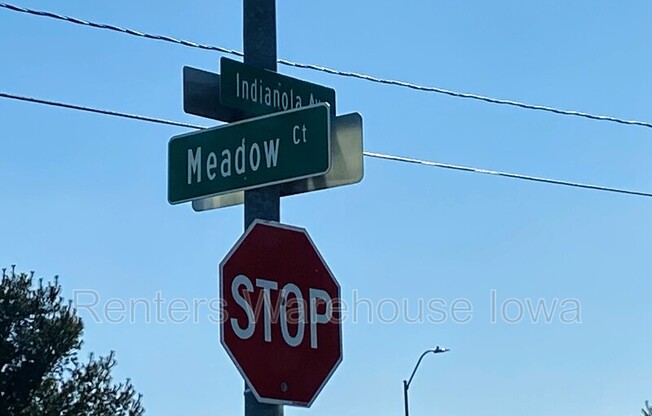 Indianola Av
Meadow Ct
STOP
Renters Warehouse Iowa